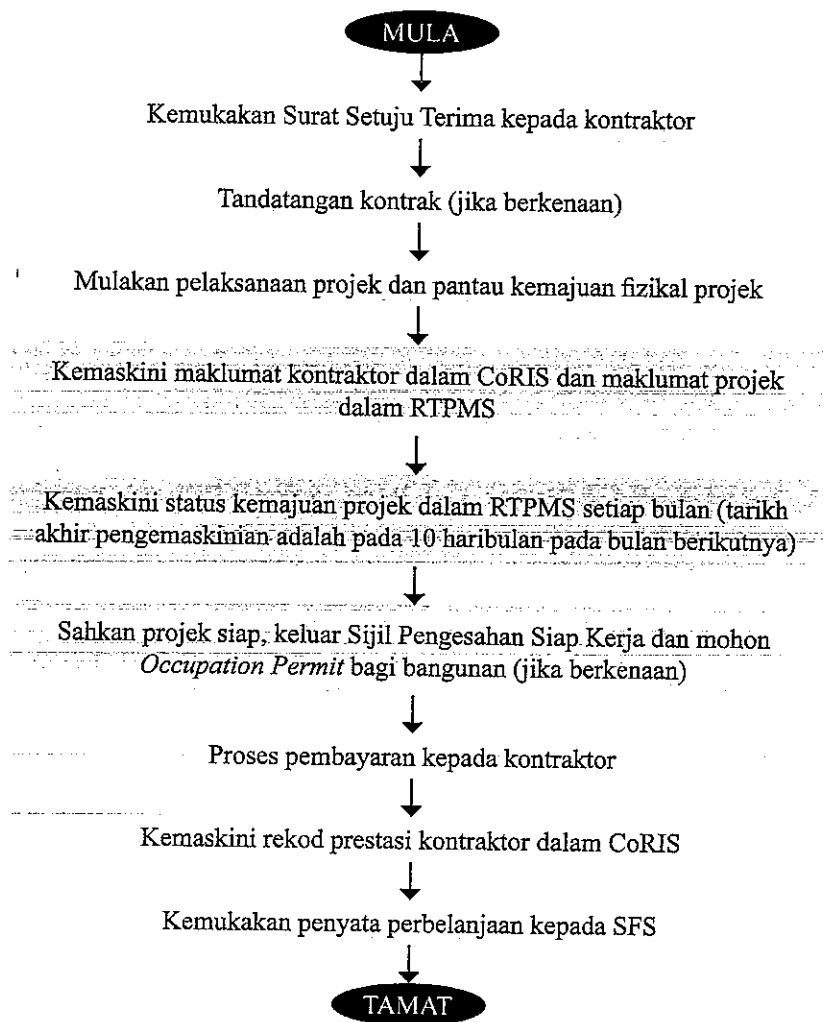 MULA
Kemukakan Surat Setuju Terima kepada kontraktor
Tandatangan kontrak (jika berkenaan)
Mulakan pelaksanaan projek dan pantau kemajuan fizikal projek
Kemaskini maklumat kontraktor dalam CoRIS dan maklumat projek
dalam RTPMS
Kemaskini status kemajuan projek dalam RTPMS setiap bulan (tarikh
akhir pengemaskinian adalah pada 10 haribulan pada bulan berikutnya)
Sahkan projek siap, keluar Sijil Pengesahan Siap Kerja dan mohon
Occupation Permit bagi bangunan (jika berkenaan)
Proses pembayaran kepada kontraktor
Kemaskini rekod prestasi kontraktor dalam CoRIS
Kemukakan penyata perbelanjaan kepada SFS
TAMAT